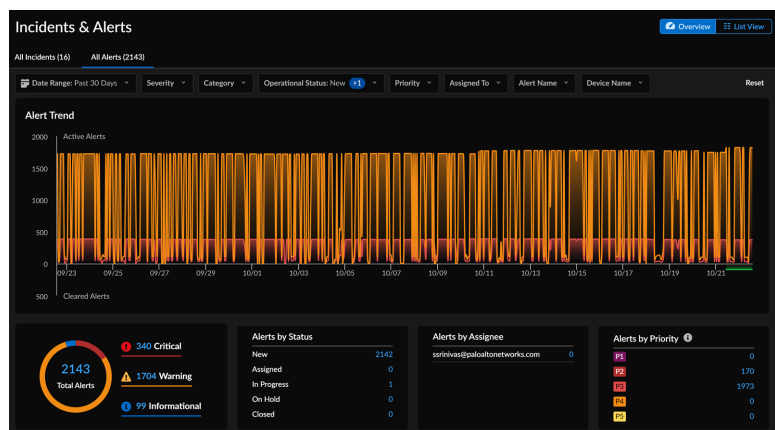 Incidents & Alerts
Overview
List View
All Incidents (16)
All Alerts (2143)
Date Range: Past 30 Days
Severity
Category
Operational Status: New +1
Priority
Assigned To
Alert Name
Device Name
Reset
Alert Trend
Active Alerts
2000
1500
1000
500
0
500
09/23 09/25 09/27 09/29 10/01 10/03 10/05 10/07 10/09 10/11 10/13 10/15 10/17 10/19 10/21
Cleared Alerts
2143
Total Alerts
340 Critical
1704 Warning
99 Informational
Alerts by Status
New 2142
Assigned 0
In Progress 1
On Hold 0
Closed 0
Alerts by Assignee
ssrinivas@paloaltonetworks.com 0
Alerts by Priority
P1 0
P2 170
P3 1973
P4 0
P5 0